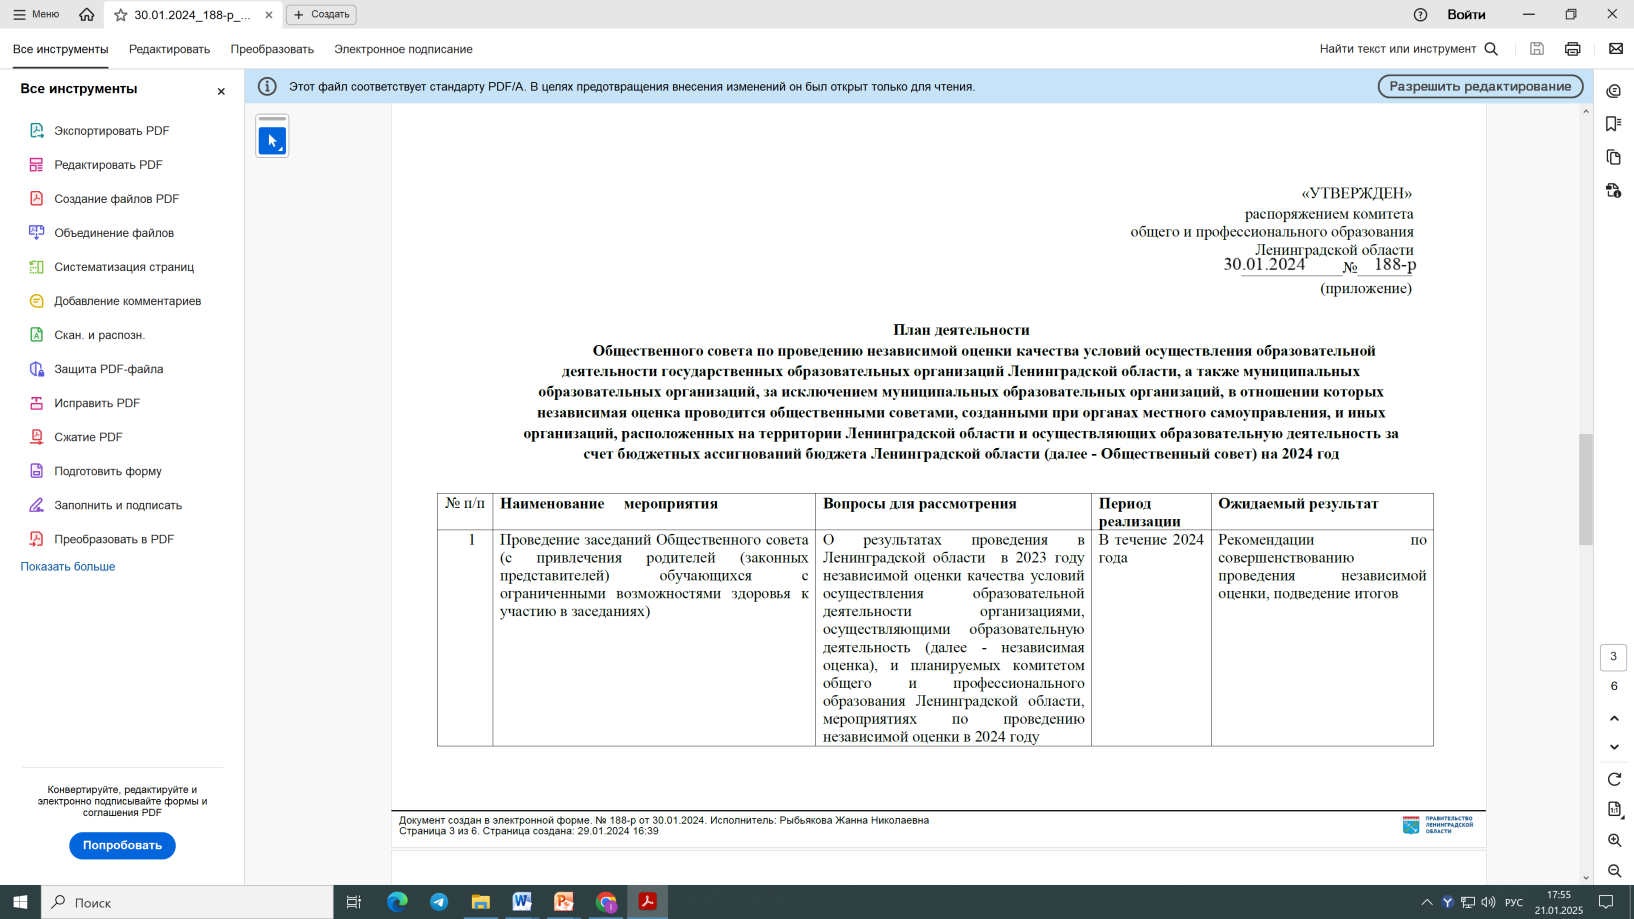 Меню
30.01.2024_188-р_...
Создать
Войти
Все инструменты
Редактировать
Преобразовать
Электронное подписание
Найти текст или инструмент
Все инструменты
Экспортировать PDF
Редактировать PDF
Создание файлов PDF
Объединение файлов
Систематизация страниц
Добавление комментариев
Скан. и распозн.
Защита PDF-файла
Исправить PDF
Сжатие PDF
Подготовить форму
Заполнить и подписать
Преобразовать в PDF
Показать больше
Конвертируйте, редактируйте и
электронно подписывайте формы и
соглашения PDF
Попробовать
Этот файл соответствует стандарту PDF/A. В целях предотвращения внесения изменений он был открыт только для чтения.
Разрешить редактирование
«УТВЕРЖДЕН»
распоряжением комитета
общего и профессионального образования
Ленинградской области
30.01.2024 № 188-р
(приложение)
План деятельности
Общественного совета по проведению независимой оценки качества условий осуществления образовательной
деятельности государственных образовательных организаций Ленинградской области, а также муниципальных
образовательных организаций, за исключением муниципальных образовательных организаций, в отношении которых
независимая оценка проводится общественными советами, созданными при органах местного самоуправления, и иных
организаций, расположенных на территории Ленинградской области и осуществляющих образовательную деятельность за
счет бюджетных ассигнований бюджета Ленинградской области (далее - Общественный совет) на 2024 год
№ п/п
Наименование мероприятия
Вопросы для рассмотрения
Период
реализации
Ожидаемый результат
1
Проведение заседаний Общественного совета
(с привлечения родителей (законных
представителей) обучающихся с
ограниченными возможностями здоровья к
участию в заседаниях)
О результатах проведения в
Ленинградской области в 2023 году
независимой оценки качества условий
осуществления образовательной
деятельности организациями,
осуществляющими образовательную
деятельность (далее - независимая
оценка), и планируемых комитетом
общего и профессионального
образования Ленинградской области,
мероприятиях по проведению
независимой оценки в 2024 году
В течение 2024
года
Рекомендации по
совершенствованию
проведения независимой
оценки, подведение итогов
Документ создан в электронной форме. № 188-р от 30.01.2024. Исполнитель: Рыбьякова Жанна Николаевна
Страница 3 из 6. Страница создана: 29.01.2024 16:39
ПРАВИТЕЛЬСТВО
ЛЕНИНГРАДСКОЙ
ОБЛАСТИ
3
6
Поиск
РУС
17:55
21.01.2025